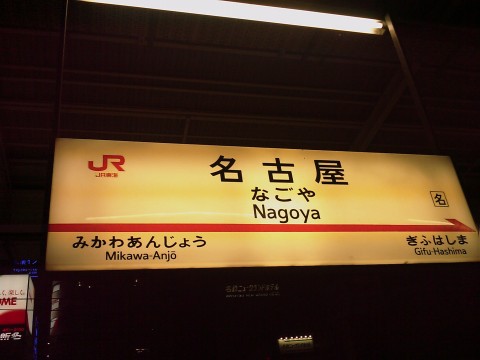 JR
JR東海
名古屋
なごや
Nagoya
名
みかわあんじょう
Mikawa-Anjō
ぎふはしま
Gifu-Hashima
OME